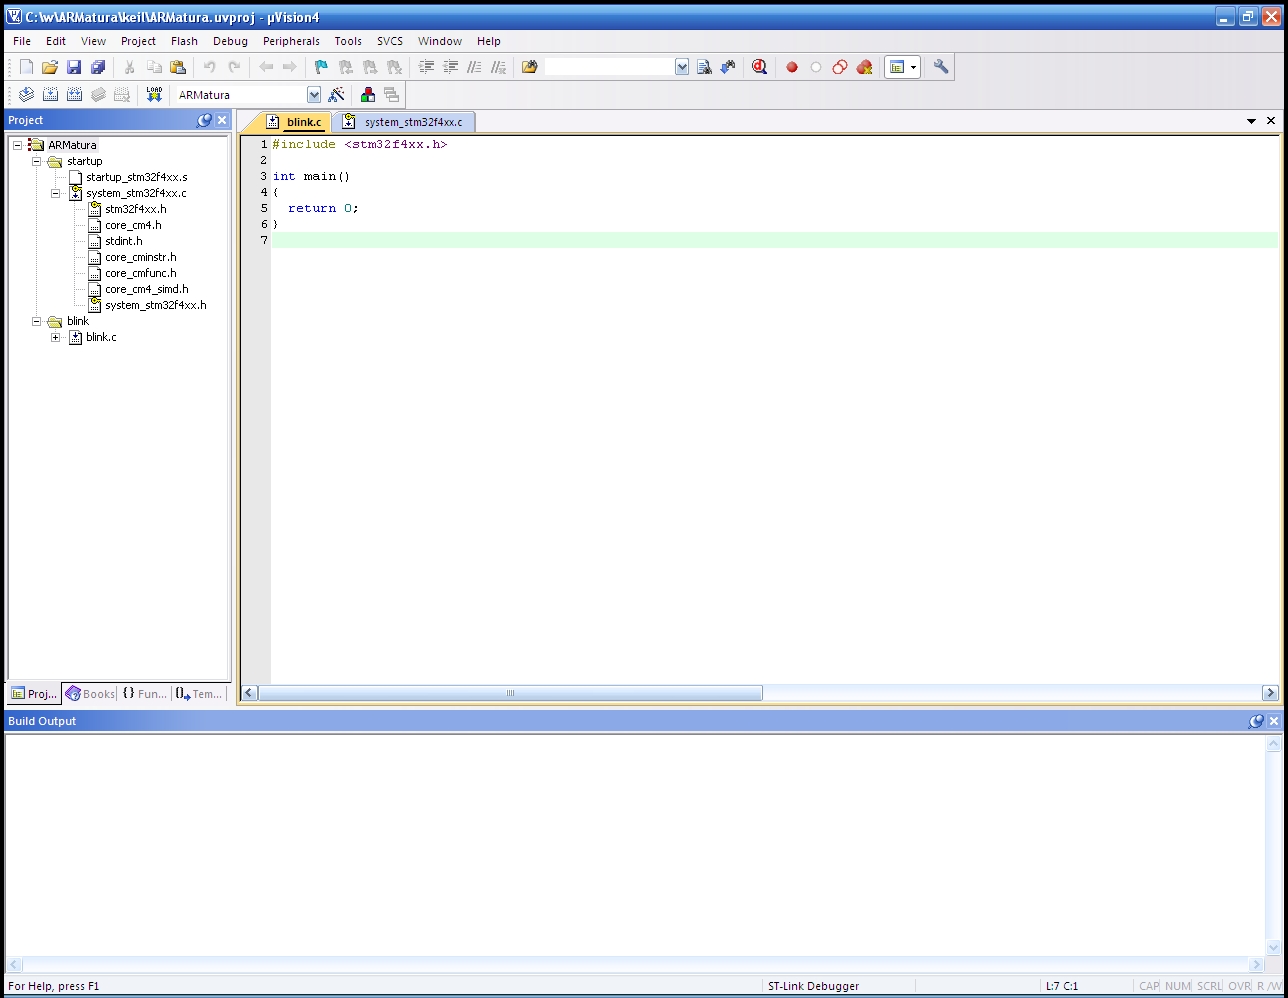 C:\w\ARMatura\keil\ARMatura.uvproj - µVision4
File Edit View Project Flash Debug Peripherals Tools SVCS Window Help
LOAD ARMatura
Project
ARMatura
startup
startup_stm32f4xx.s
system_stm32f4xx.c
stm32f4xx.h
core_cm4.h
stdint.h
core_cminstr.h
core_cmfunc.h
core_cm4_simd.h
system_stm32f4xx.h
blink
blink.c
Proj... Books {} Fun... 0 Tem...
blink.c system_stm32f4xx.c
1 #include <stm32f4xx.h>
2
3 int main()
4 {
5 return 0;
6 }
7
Build Output
For Help, press F1 ST-Link Debugger L:7 C:1 CAP NUM SCRL OVR R/W